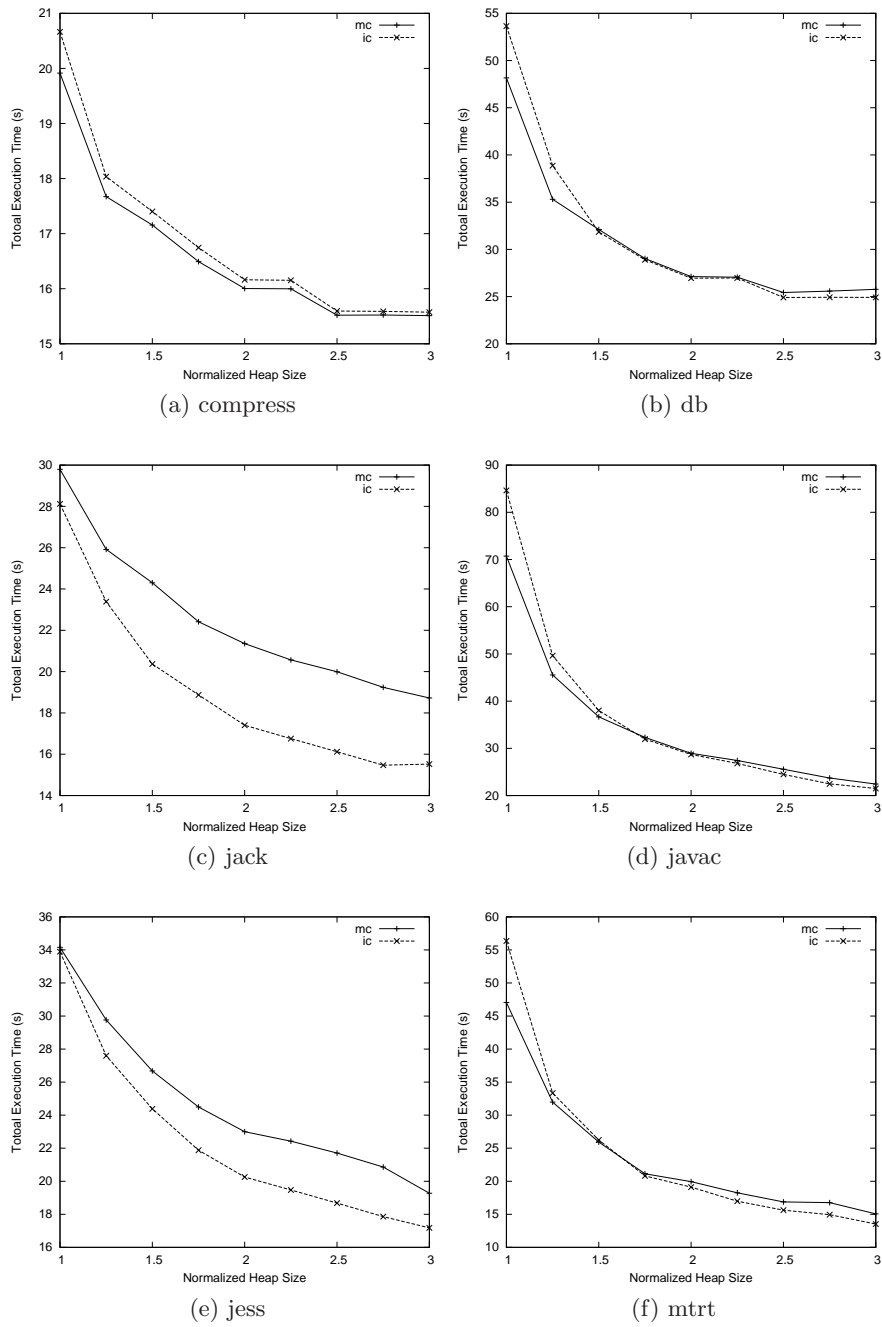 21
20
19
18
17
16
15
1
1.5
2
2.5
3
Totoal Execution Time (s)
Normalized Heap Size
mc
ic
(a) compress
55
50
45
40
35
30
25
20
1
1.5
2
2.5
3
Totoal Execution Time (s)
Normalized Heap Size
mc
ic
(b) db
30
28
26
24
22
20
18
16
14
1
1.5
2
2.5
3
Totoal Execution Time (s)
Normalized Heap Size
mc
ic
(c) jack
90
80
70
60
50
40
30
20
1
1.5
2
2.5
3
Totoal Execution Time (s)
Normalized Heap Size
mc
ic
(d) javac
36
34
32
30
28
26
24
22
20
18
16
1
1.5
2
2.5
3
Totoal Execution Time (s)
Normalized Heap Size
mc
ic
(e) jess
60
55
50
45
40
35
30
25
20
15
10
1
1.5
2
2.5
3
Totoal Execution Time (s)
Normalized Heap Size
mc
ic
(f) mtrt